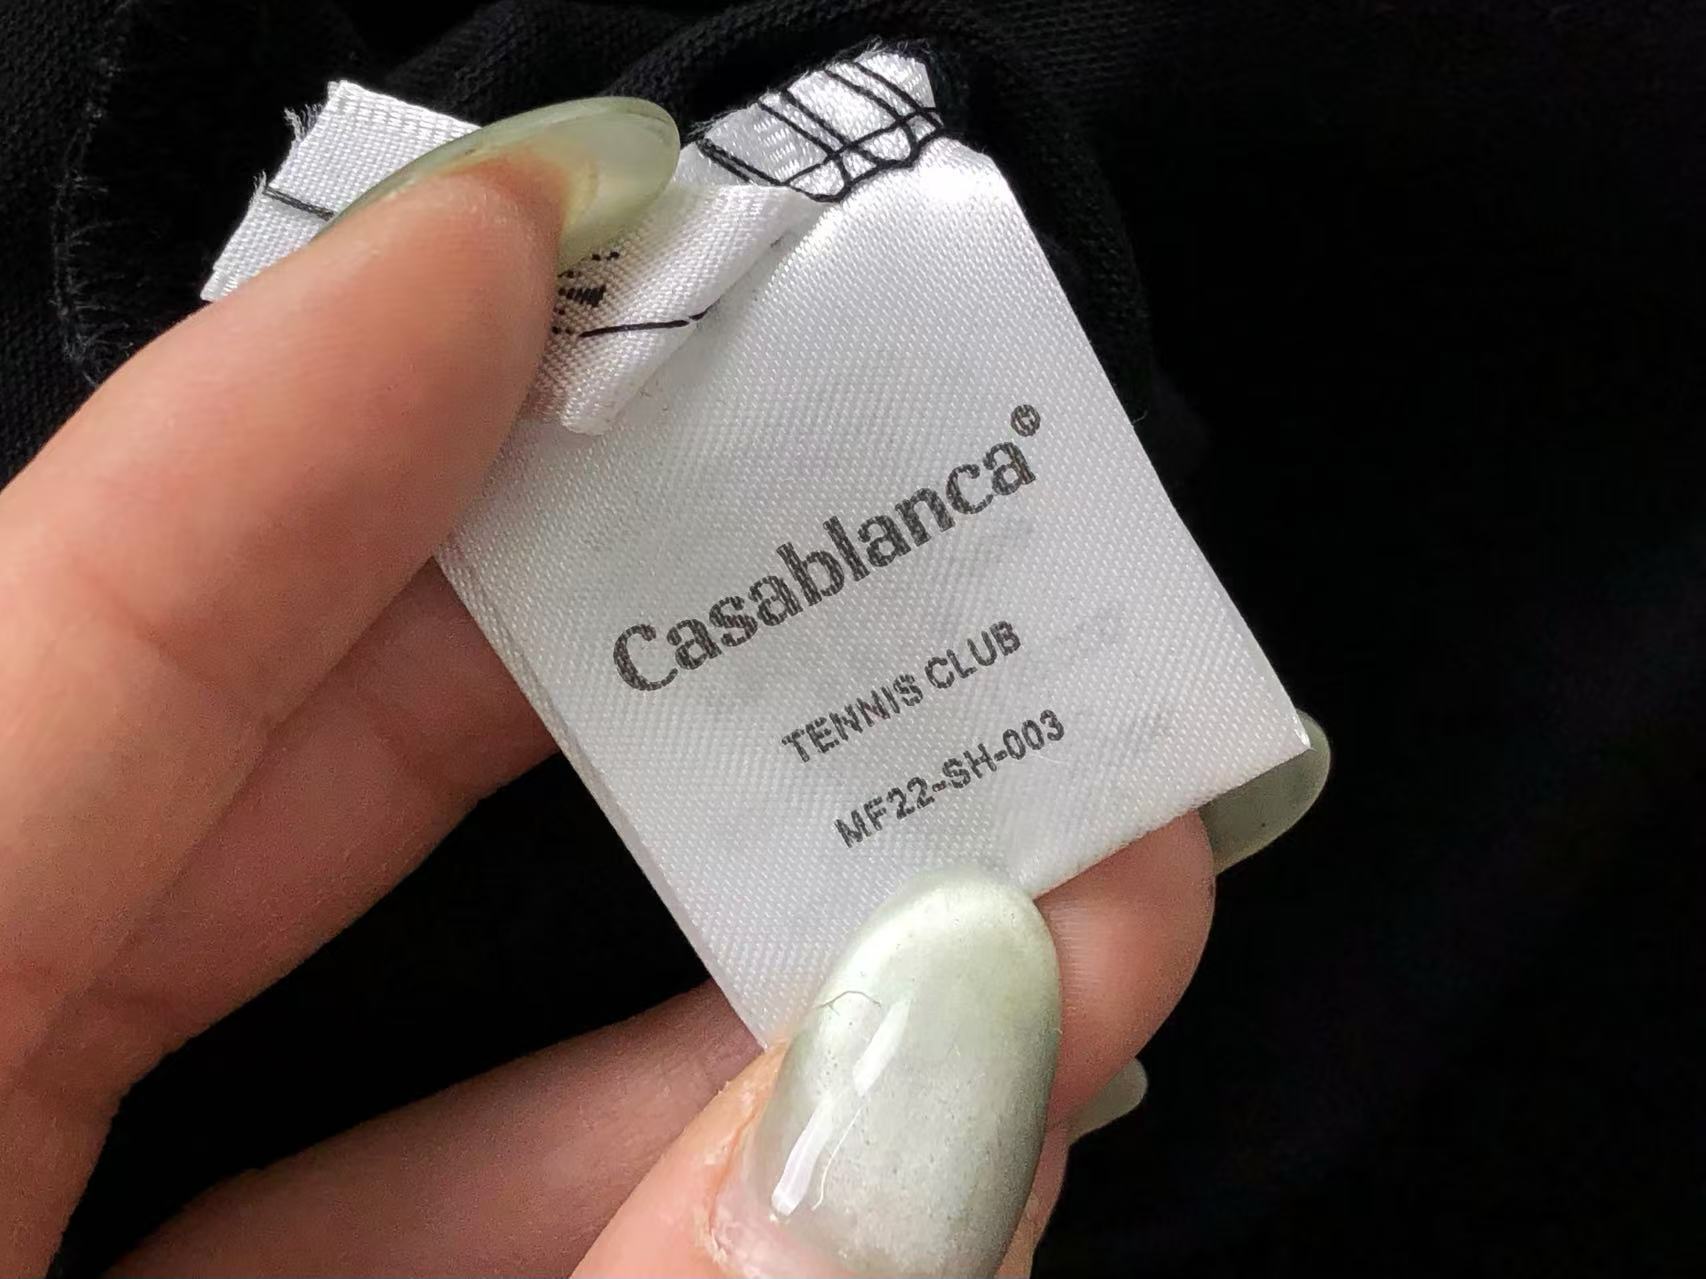 Casablanca®
TENNIS CLUB
MF22-SH-003